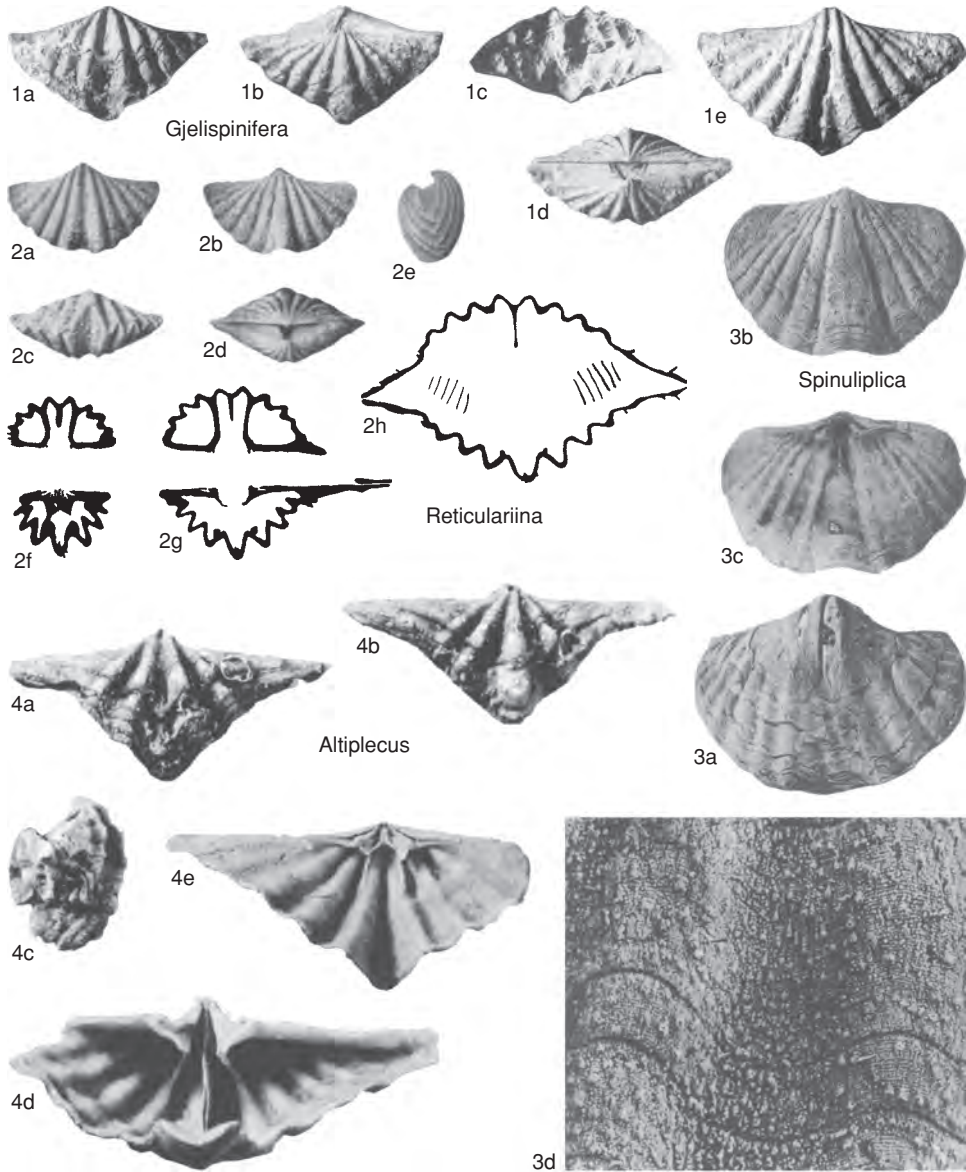 1a
1b
1c
1e
Gjelispinifera
1d
2a
2b
2e
3b
2c
2d
Spinuliplica
2h
Reticulariina
2f
2g
3c
4b
4a
Altiplecus
3a
4c
4e
4d
3d